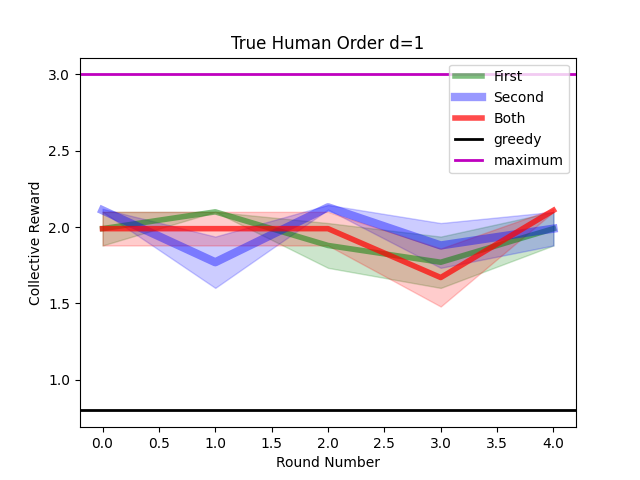 True Human Order d=1
3.0
2.5
2.0
1.5
1.0
Collective Reward
First
Second
Both
greedy
maximum
0.0 0.5 1.0 1.5 2.0 2.5 3.0 3.5 4.0
Round Number